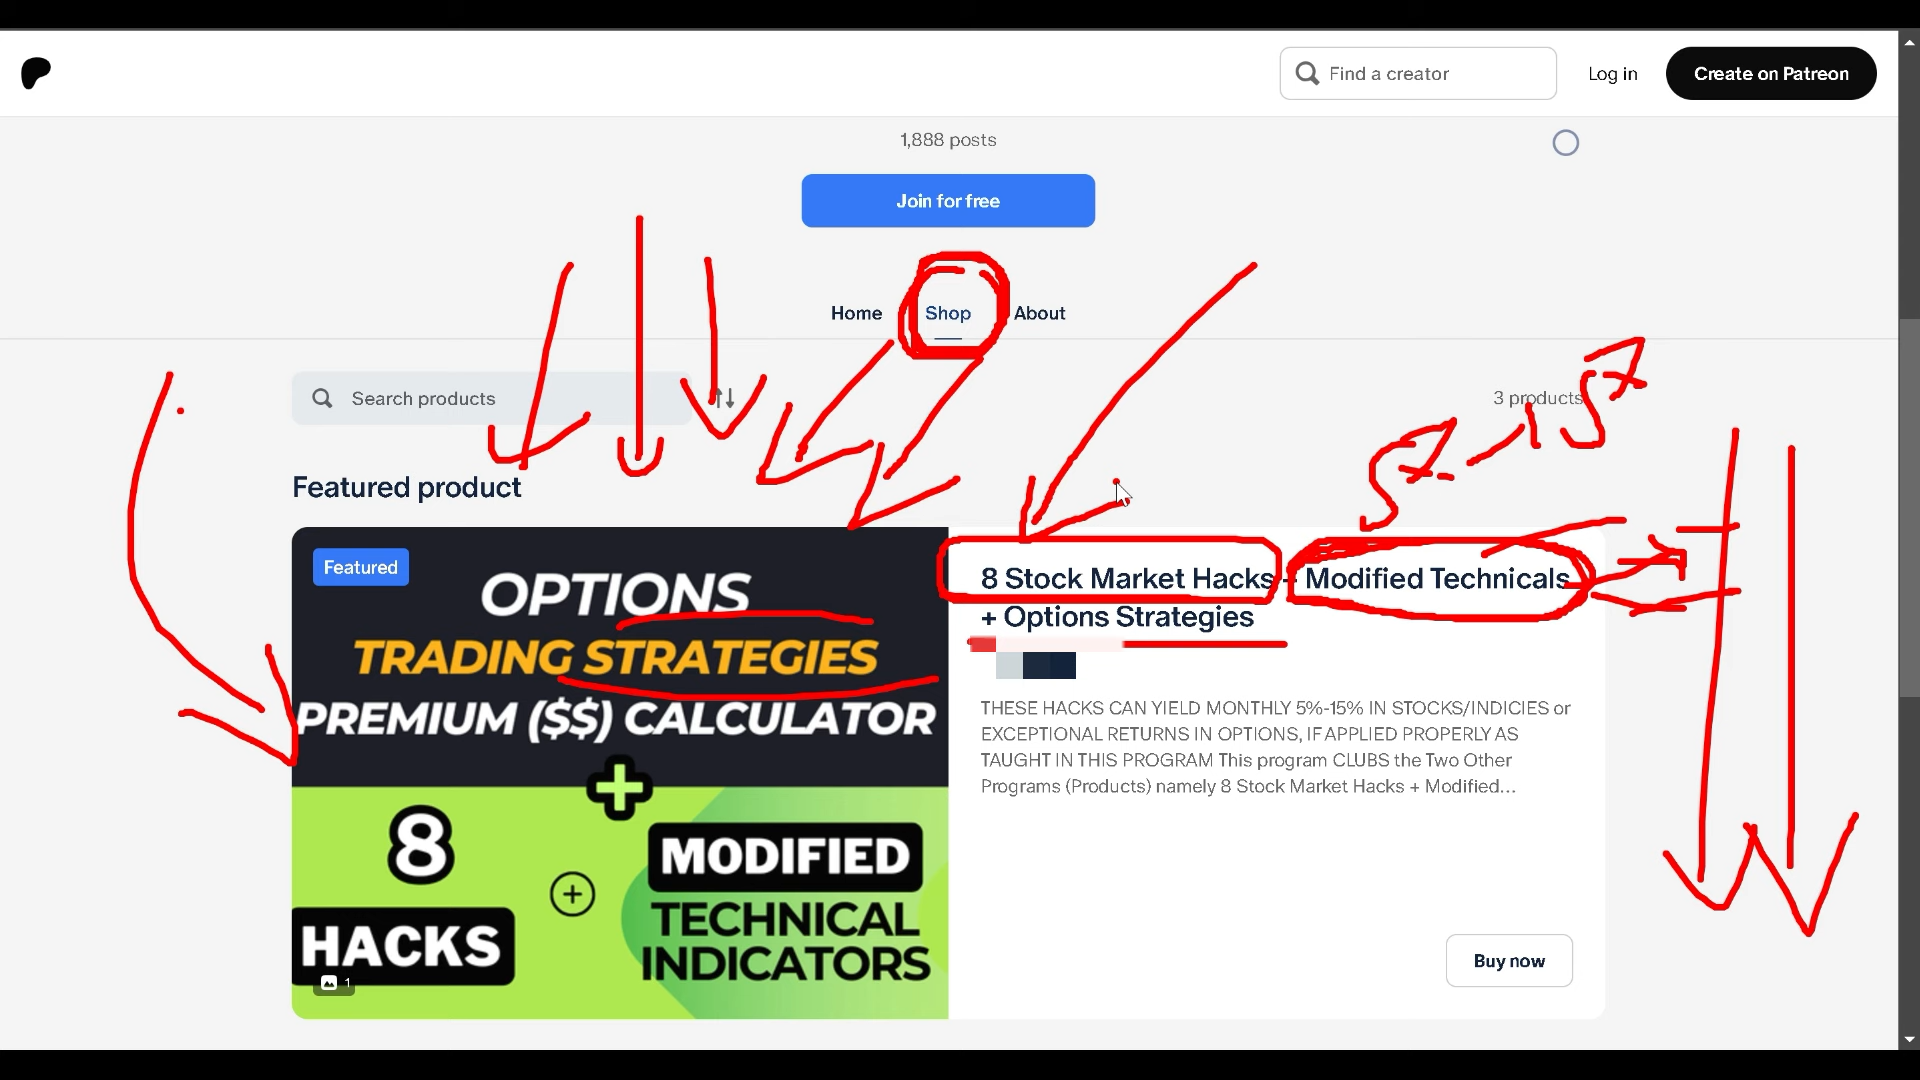 Find a creator
Log in
Create on Patreon
1,888 posts
Join for free
Home
Shop
About
Search products
3 products
5%-15%
Featured product
Featured
OPTIONS
TRADING STRATEGIES
PREMIUM ($$) CALCULATOR
8
HACKS
MODIFIED
TECHNICAL
INDICATORS
1
8 Stock Market Hacks + Modified Technicals
+ Options Strategies
THESE HACKS CAN YIELD MONTHLY 5%-15% IN STOCKS/INDICIES or
EXCEPTIONAL RETURNS IN OPTIONS, IF APPLIED PROPERLY AS
TAUGHT IN THIS PROGRAM This program CLUBS the Two Other
Programs (Products) namely 8 Stock Market Hacks + Modified...
Buy now